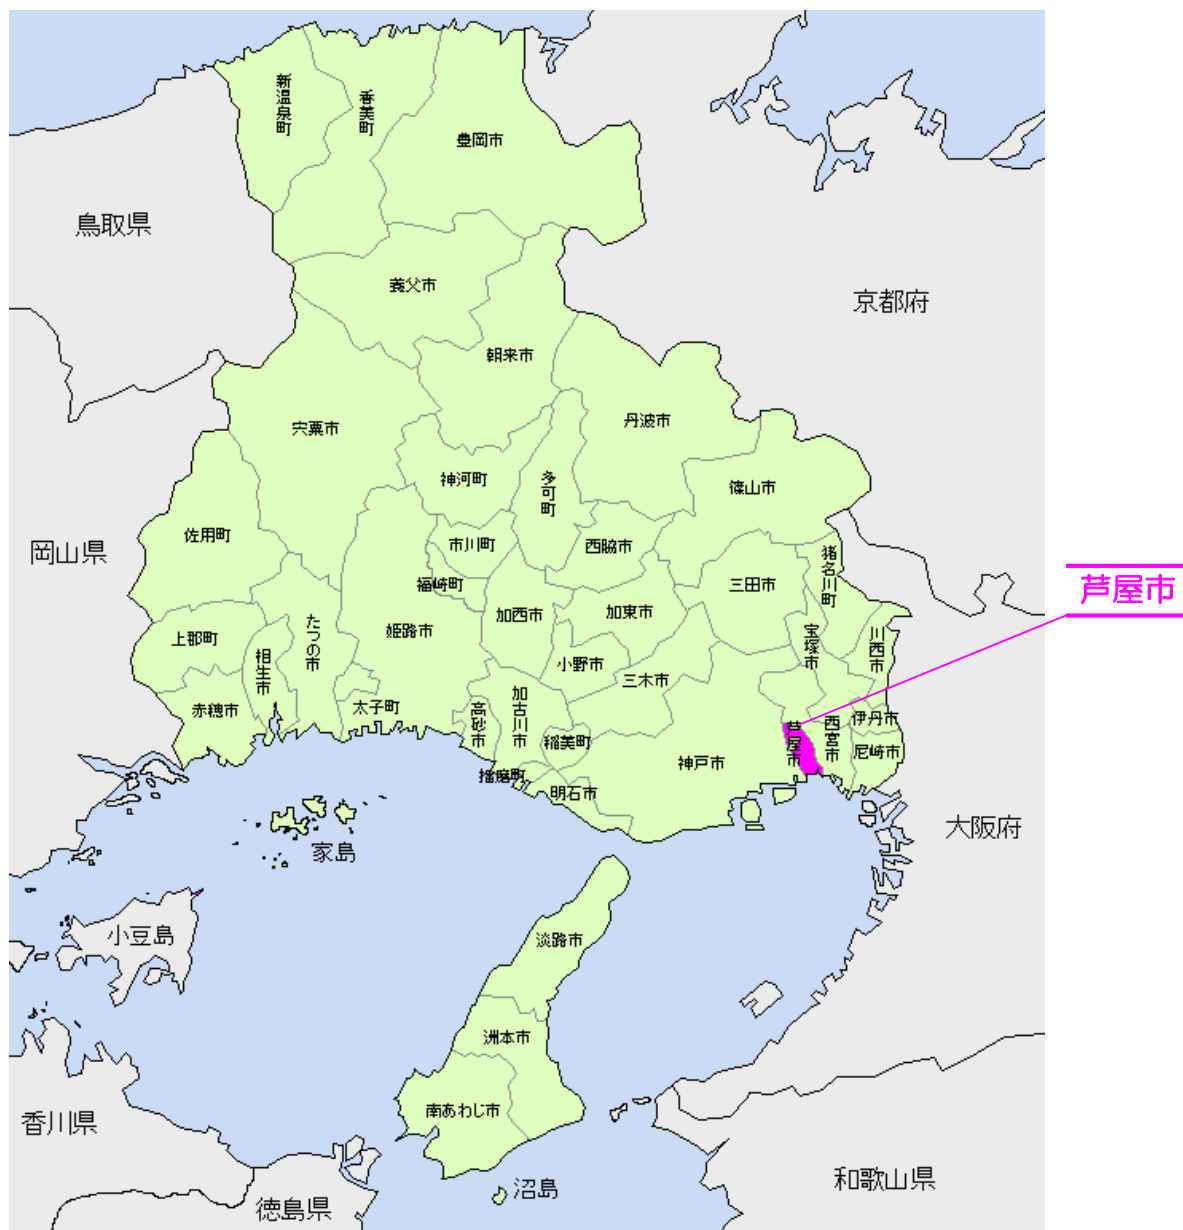 新温泉町
香美町
豊岡市
鳥取県
養父市
京都府
朝来市
宍粟市
丹波市
神河町
多可町
篠山市
佐用町
市川町
西脇市
猪名川町
岡山県
福崎町
三田市
芦屋市
加西市
加東市
たつの市
姫路市
上郡町
宝塚市
川西市
相生市
小野市
三木市
赤穂市
太子町
高砂市
加古川市
伊丹市
稲美町
芦屋市
西宮市
尼崎市
神戸市
播磨町
明石市
大阪府
家島
小豆島
淡路市
洲本市
南あわじ市
香川県
沼島
和歌山県
徳島県